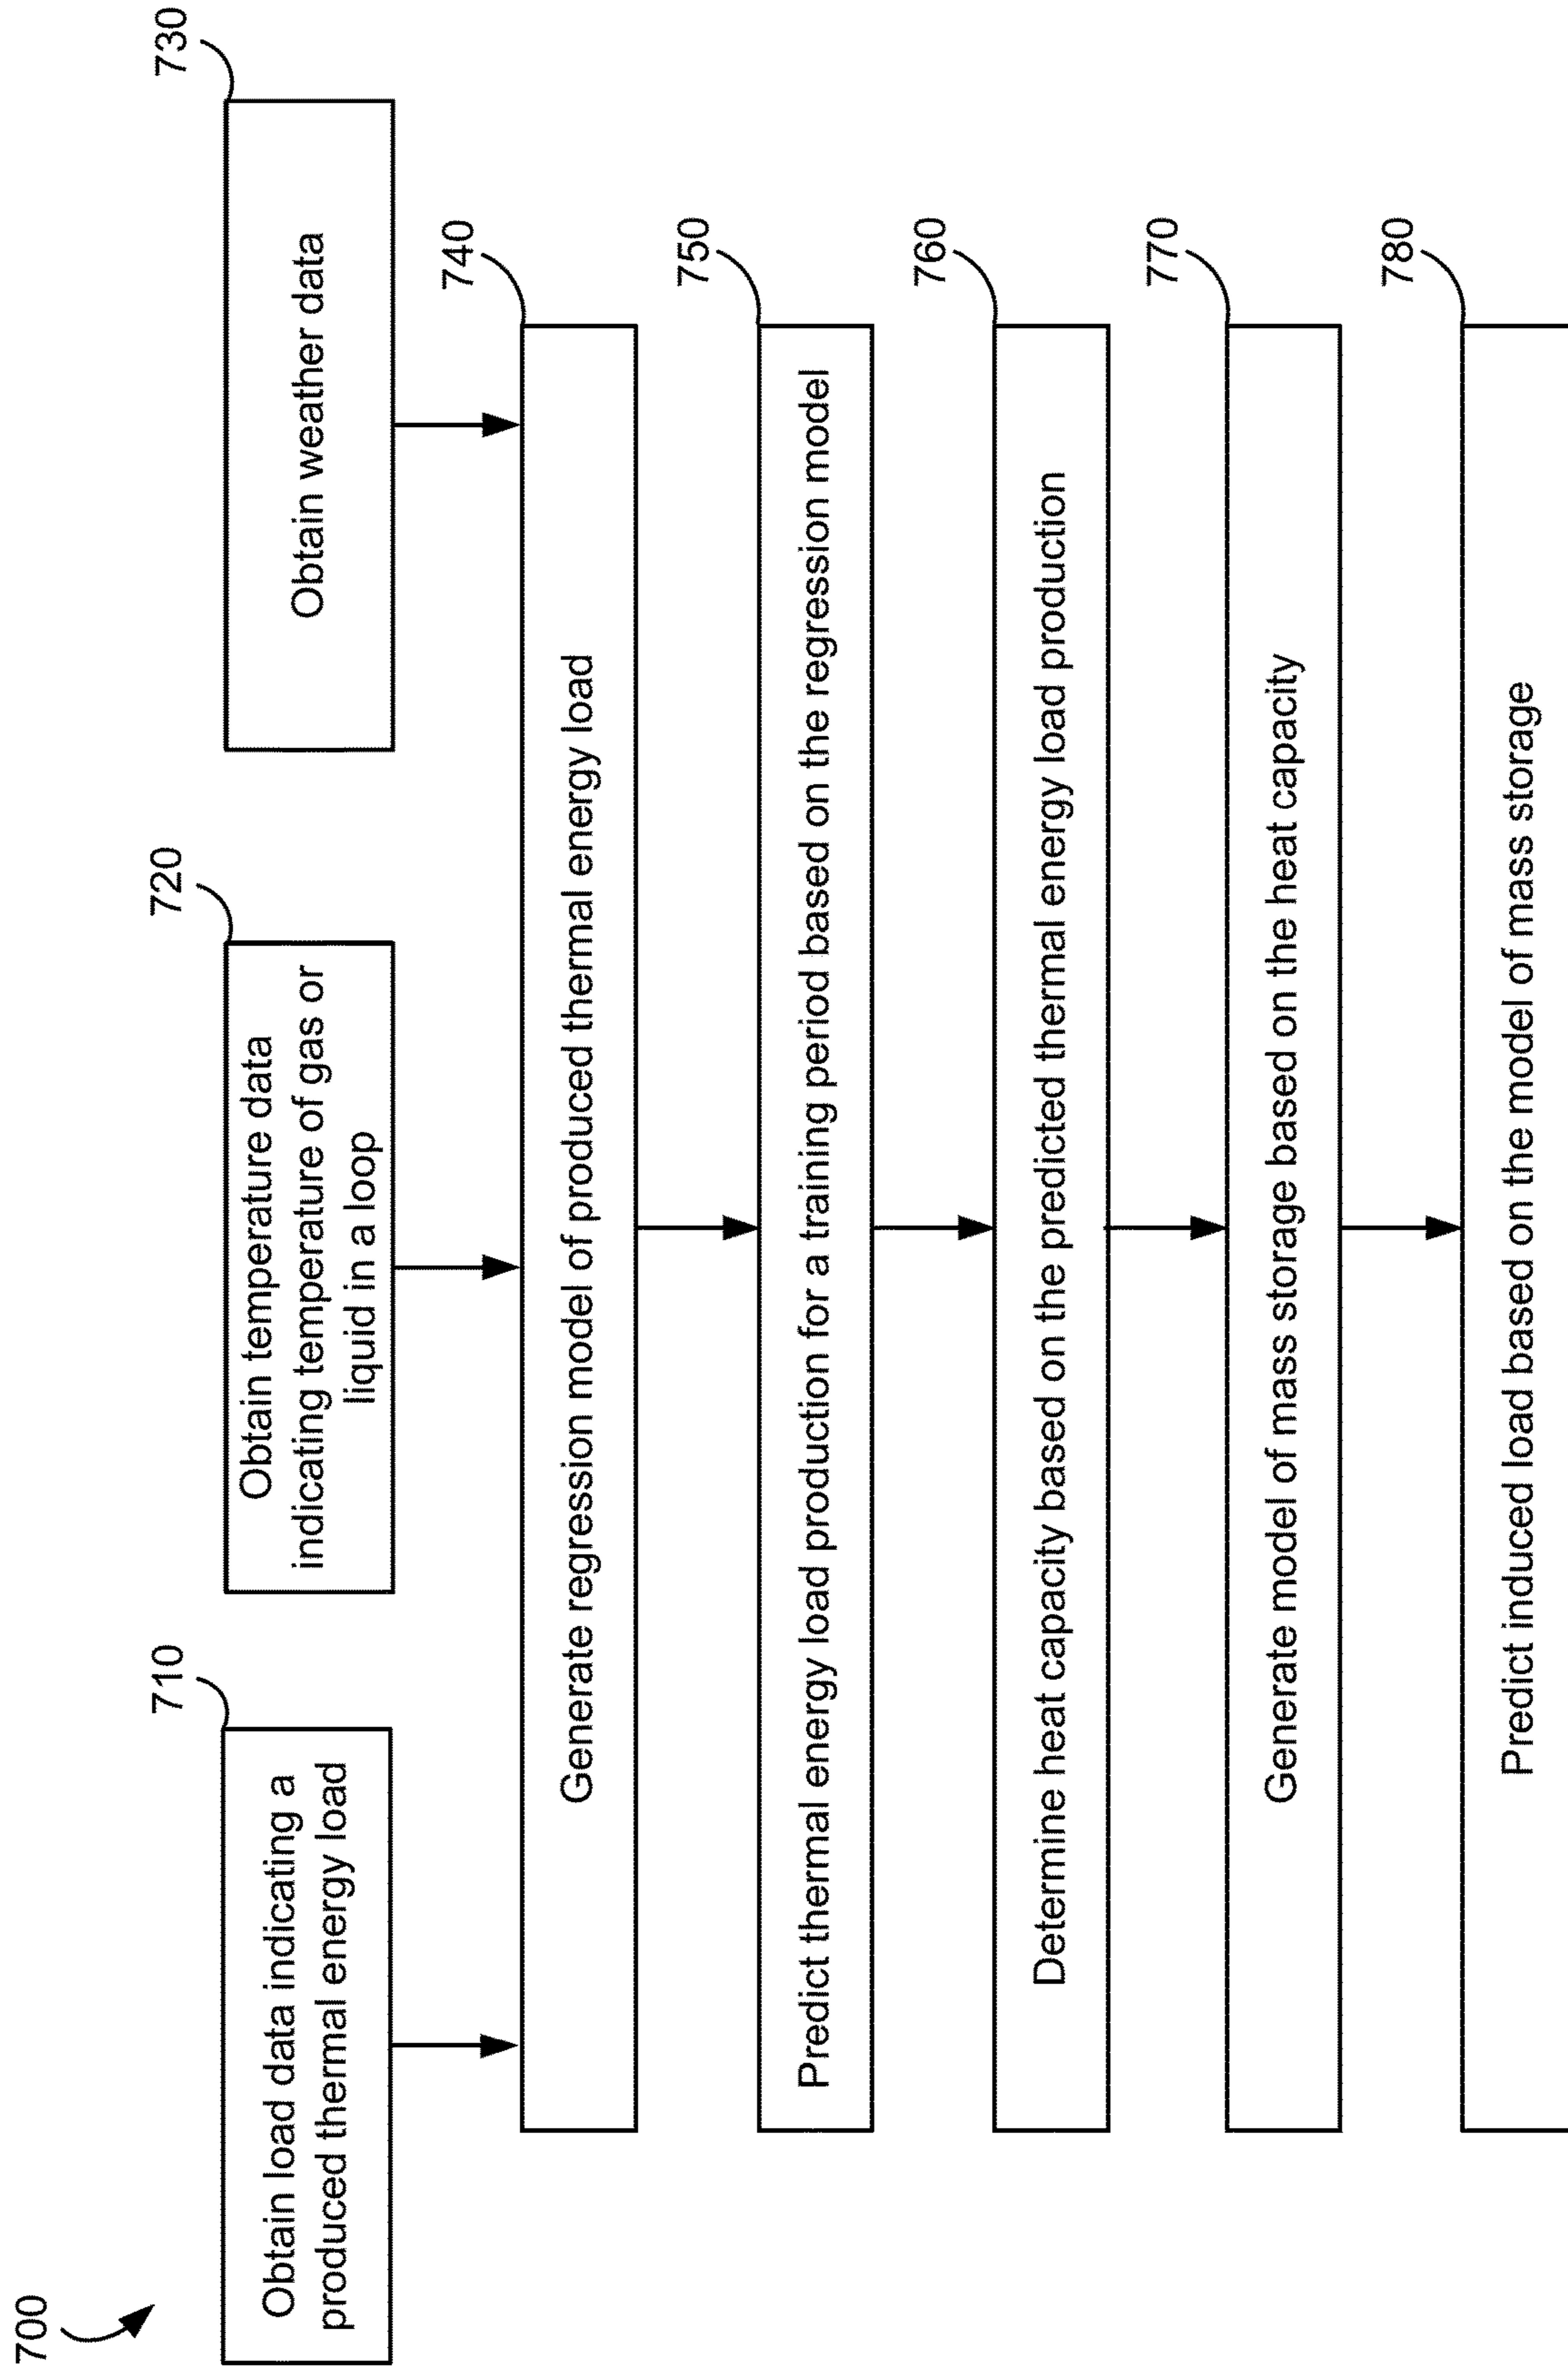 700
710
Obtain load data indicating a
produced thermal energy load
720
Obtain temperature data
indicating temperature of gas or
liquid in a loop
730
Obtain weather data
740
Generate regression model of produced thermal energy load
750
Predict thermal energy load production for a training period based on the regression model
760
Determine heat capacity based on the predicted thermal energy load production
770
Generate model of mass storage based on the heat capacity
780
Predict induced load based on the model of mass storage